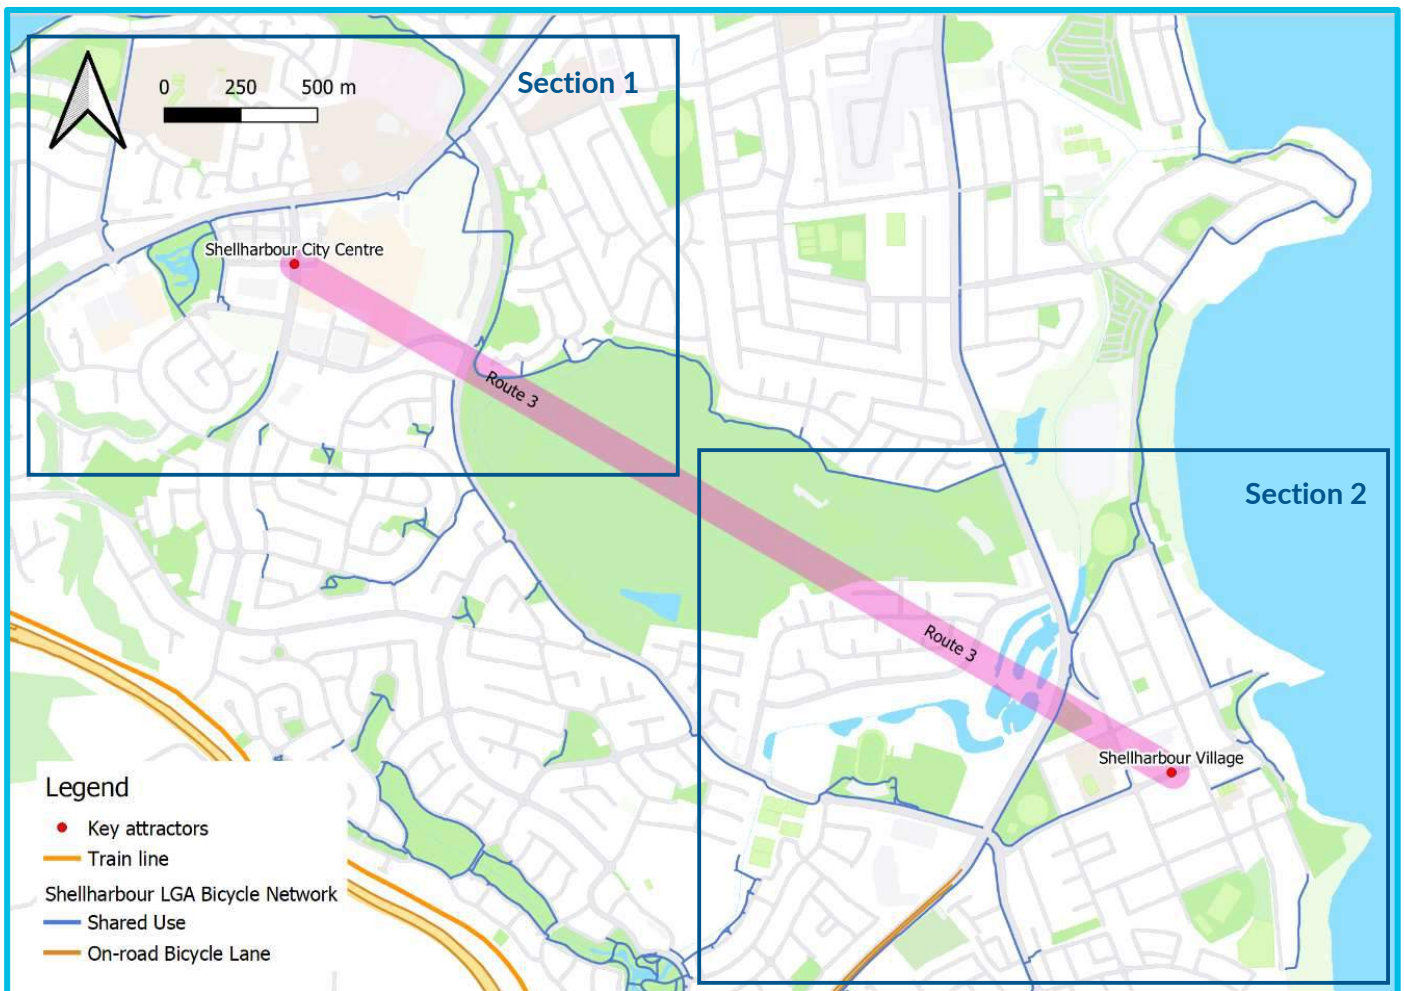 Section 1
0 250 500 m
Shellharbour City Centre
Route 3
Section 2
Route 3
Shellharbour Village
Legend
Key attractors
Train line
Shellharbour LGA Bicycle Network
Shared Use
On-road Bicycle Lane